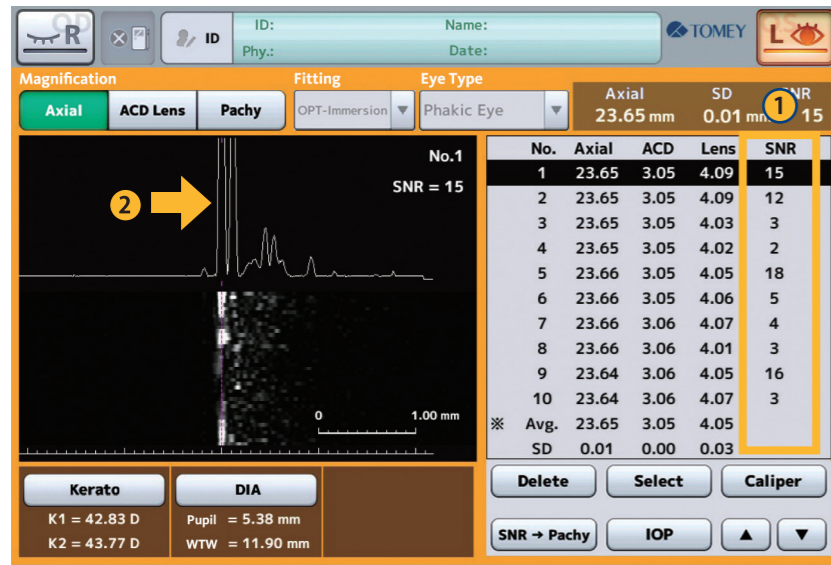 R
ID
ID: Name:
Phy.: Date:
TOMEY
L
Magnification Fitting Eye Type
Axial ACD Lens Pachy OPT-Immersion ▼ Phakic Eye ▼
Axial SD NR
23.65 mm 0.01 mm 15
1
No.1
SNR = 15
2
0 1.00 mm
No. Axial ACD Lens SNR
1 23.65 3.05 4.09 15
2 23.65 3.05 4.09 12
3 23.65 3.05 4.03 3
4 23.65 3.05 4.02 2
5 23.66 3.05 4.05 18
6 23.66 3.05 4.06 5
7 23.66 3.06 4.07 4
8 23.66 3.06 4.01 3
9 23.64 3.06 4.05 16
10 23.64 3.06 4.07 3
※ Avg. 23.65 3.05 4.05
SD 0.01 0.00 0.03
Kerato DIA
K1 = 42.83 D Pupil = 5.38 mm
K2 = 43.77 D WTW = 11.90 mm
Delete Select Caliper
SNR → Pachy IOP ▲ ▼